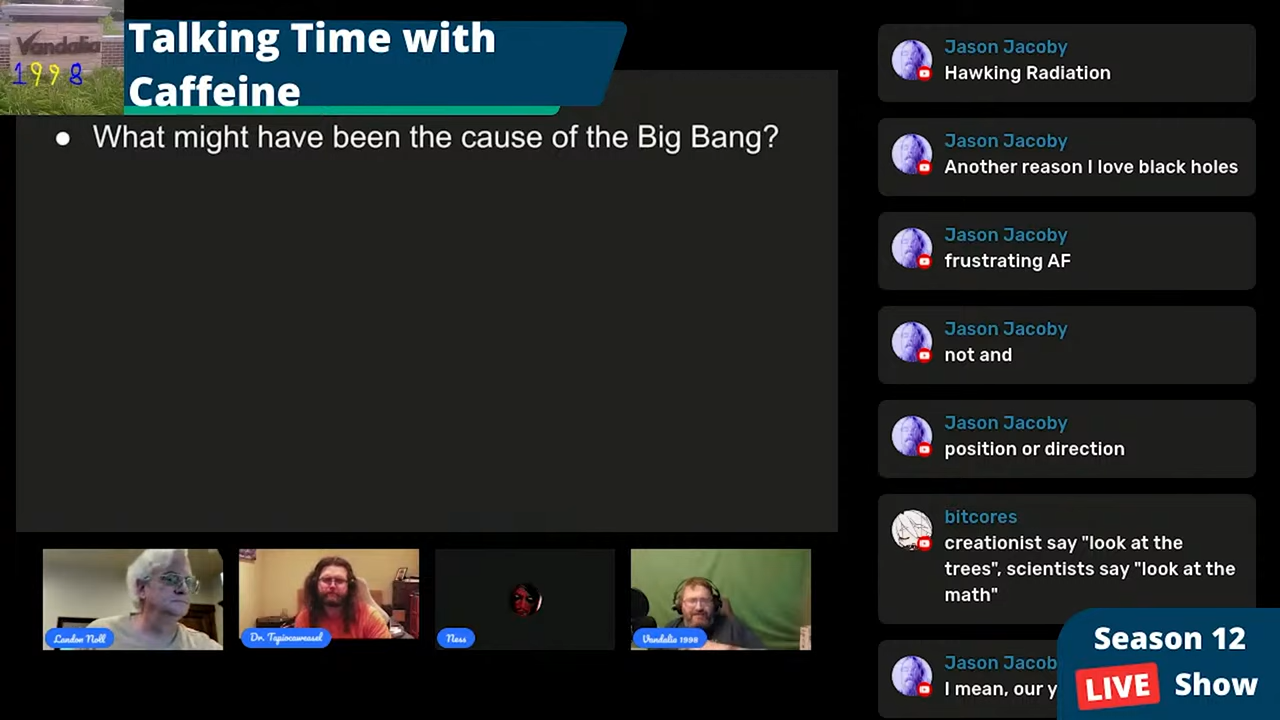 Vandalia
1998
Talking Time with
Caffeine
● What might have been the cause of the Big Bang?
Landon Noll
Dr. Tapiocaweasel
Ness
Vandalia 1998
Jason Jacoby
Hawking Radiation
Jason Jacoby
Another reason I love black holes
Jason Jacoby
frustrating AF
Jason Jacoby
not and
Jason Jacoby
position or direction
bitcores
creationist say "look at the
trees", scientists say "look at the
math"
Jason Jacob
I mean, our y
Season 12
LIVE Show